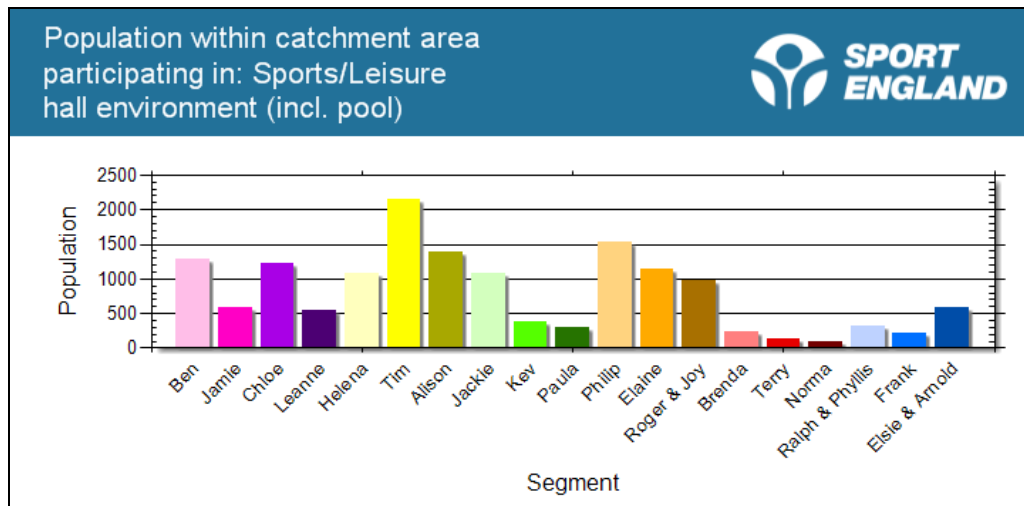 Population within catchment area
participating in: Sports/Leisure
hall environment (incl. pool)
SPORT
ENGLAND
2500
2000
1500
1000
500
0
Population
Ben
Jamie
Chloe
Leanne
Helena
Tim
Alison
Jackie
Kev
Paula
Philip
Elaine
Roger & Joy
Brenda
Terry
Norma
Ralph & Phyllis
Frank
Elsie & Arnold
Segment